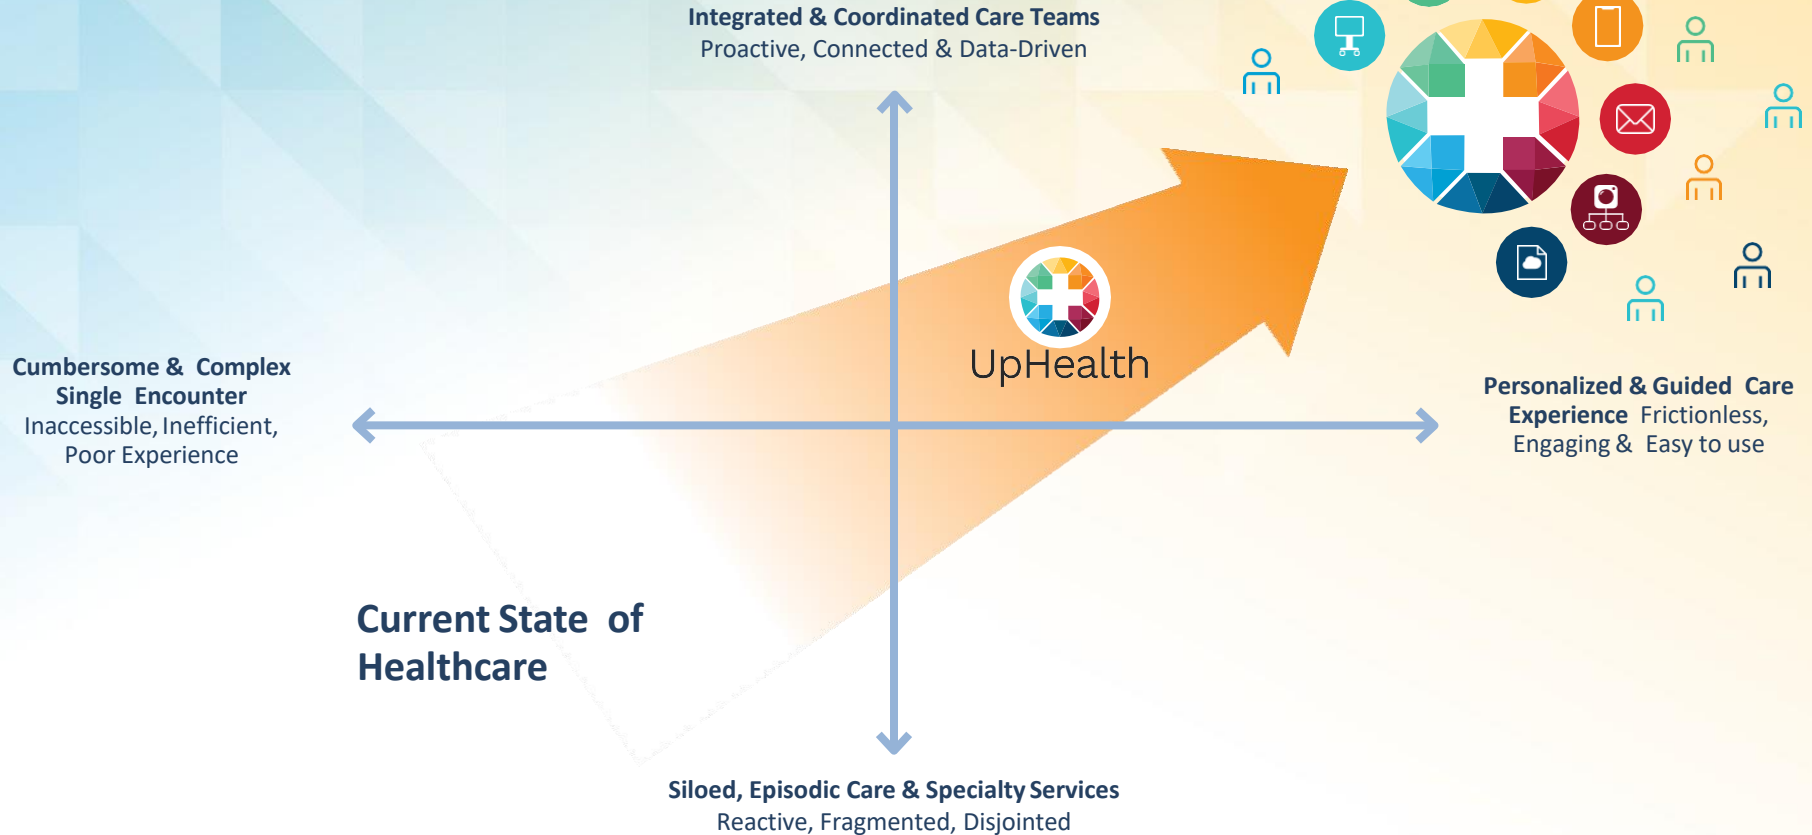 Integrated & Coordinated Care Teams
Proactive, Connected & Data-Driven
UpHealth
Cumbersome & Complex
Single Encounter
Inaccessible, Inefficient,
Poor Experience
Personalized & Guided Care
Experience Frictionless,
Engaging & Easy to use
Current State of
Healthcare
Siloed, Episodic Care & Specialty Services
Reactive, Fragmented, Disjointed